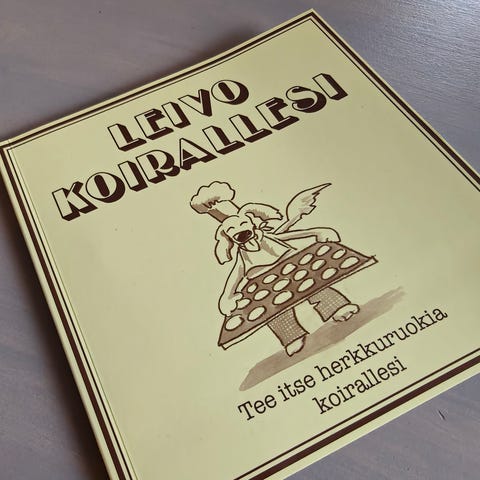 LEIVO
KOIRALLESI
Tee itse herkkuruokia
koirallesi